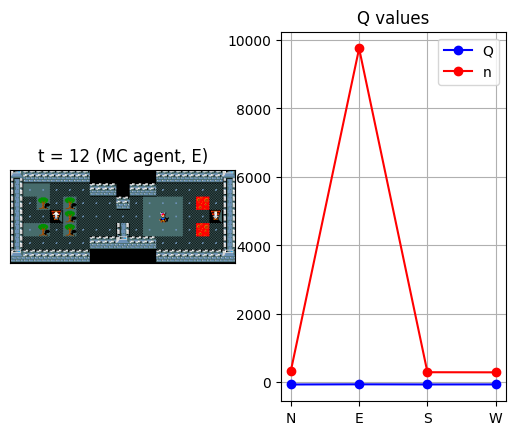 Q values
t = 12 (MC agent, E)
10000
8000
6000
4000
2000
0
N
E
S
W
Q
n